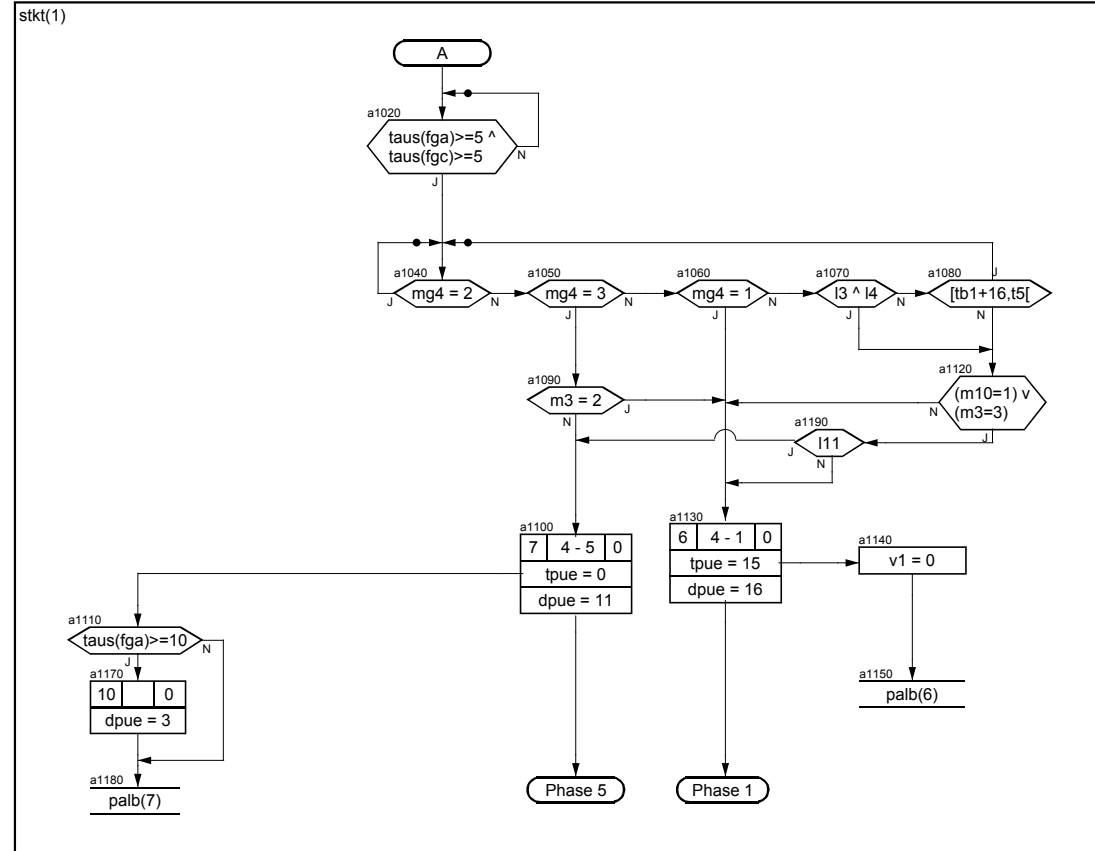 stkt(1)
A
a1020
taus(fga)>=5 ^
taus(fgc)>=5
N
J
a1040
mg4 = 2
J
N
a1050
mg4 = 3
N
J
a1060
mg4 = 1
N
J
a1070
l3 ^ l4
N
J
a1080
J
[tb1+16,t5[
N
a1090
m3 = 2
J
N
a1120
(m10=1) v
(m3=3)
N
J
a1190
l11
J
N
a1100
7 4 - 5 0
tpue = 0
dpue = 11
a1130
6 4 - 1 0
tpue = 15
dpue = 16
a1140
v1 = 0
a1110
taus(fga)>=10
N
J
a1170
10 0
dpue = 3
a1150
palb(6)
a1180
palb(7)
Phase 5
Phase 1